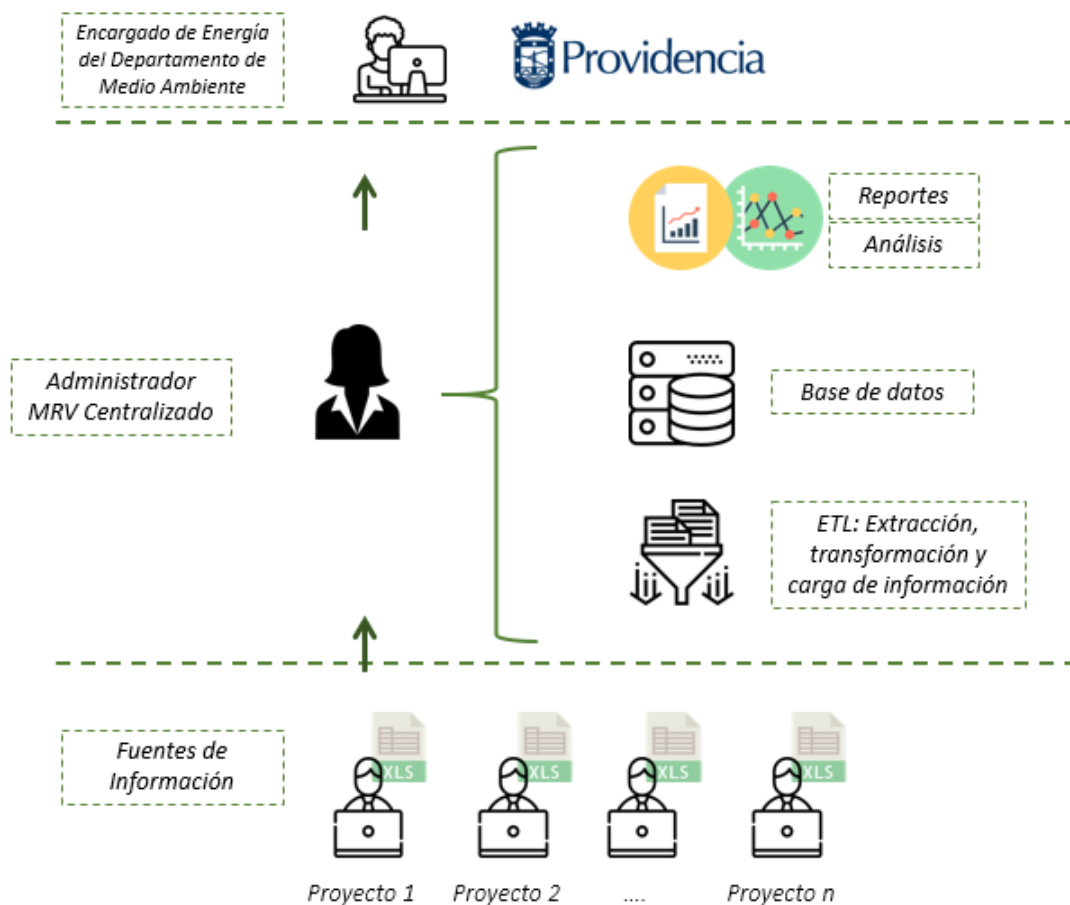 Encargado de Energía
del Departamento de
Medio Ambiente
Providencia
Reportes
Análisis
Administrador
MRV Centralizado
Base de datos
ETL: Extracción,
transformación y
carga de información
Fuentes de
Información
XLS
XLS
XLS
XLS
Proyecto 1
Proyecto 2
....
Proyecto n